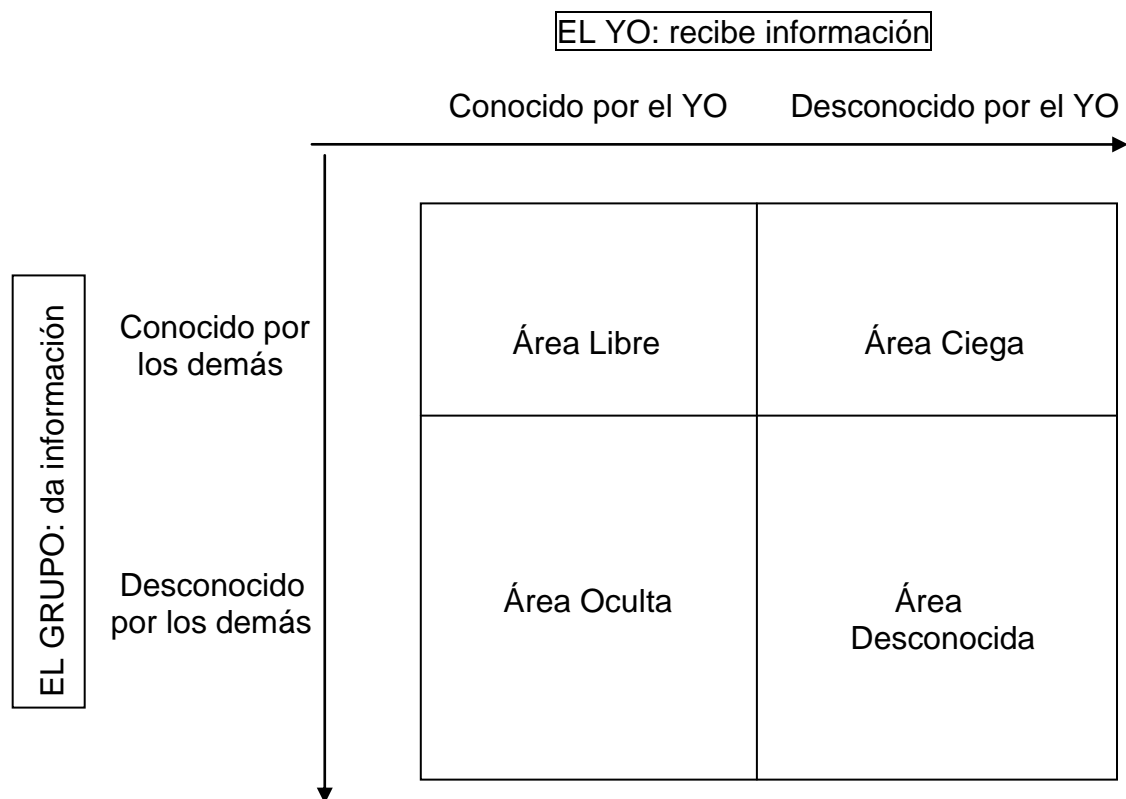 EL YO: recibe información
Conocido por el YO
Desconocido por el YO
EL GRUPO: da información
Conocido por
los demás
Área Libre
Área Ciega
Desconocido
por los demás
Área Oculta
Área
Desconocida